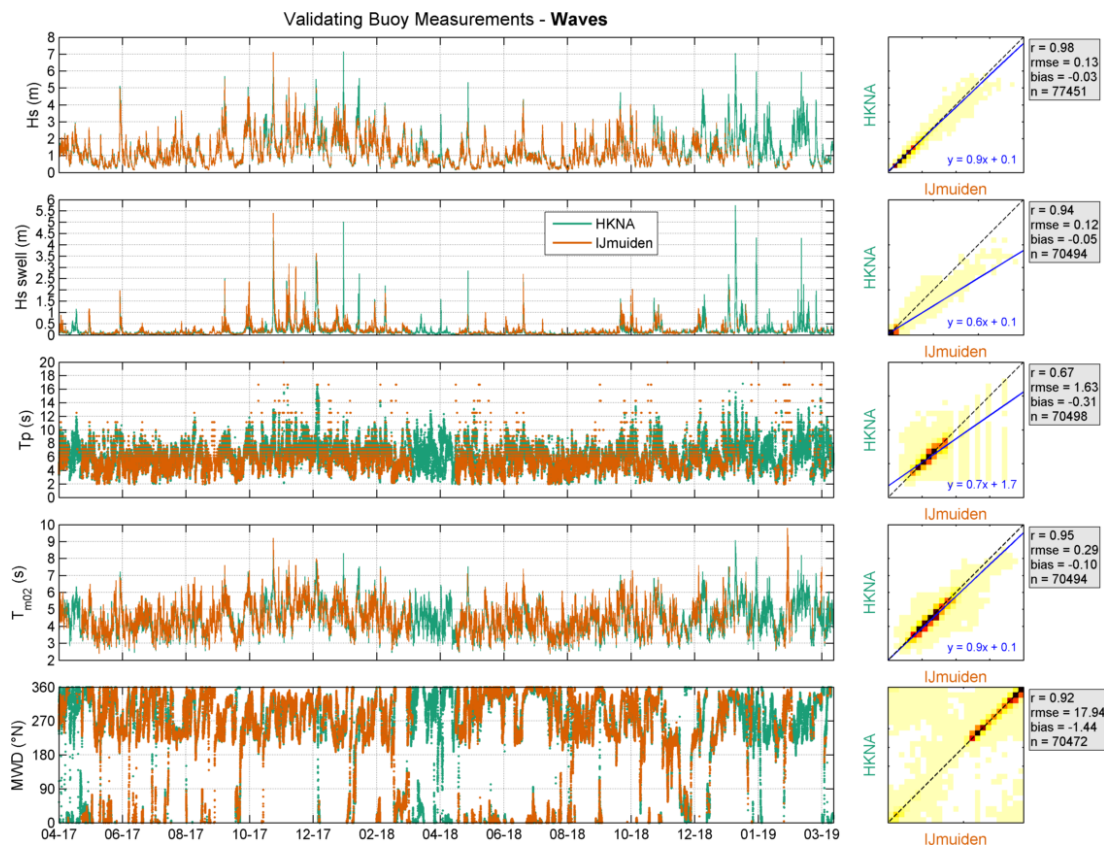 Validating Buoy Measurements - Waves
Hs (m)
8
7
6
5
4
3
2
1
0
HKNA
IJmuiden
y = 0.9x + 0.1
r = 0.98
rmse = 0.13
bias = -0.03
n = 77451
Hs swell (m)
6
5.5
5
4.5
4
3.5
3
2.5
2
1.5
1
0.5
0
HKNA
IJmuiden
HKNA
IJmuiden
y = 0.6x + 0.1
r = 0.94
rmse = 0.12
bias = -0.05
n = 70494
Tp (s)
20
18
16
14
12
10
8
6
4
2
0
HKNA
IJmuiden
y = 0.7x + 1.7
r = 0.67
rmse = 1.63
bias = -0.31
n = 70498
Tm02 (s)
10
9
8
7
6
5
4
3
2
HKNA
IJmuiden
y = 0.9x + 0.1
r = 0.95
rmse = 0.29
bias = -0.10
n = 70494
MWD (°N)
360
270
180
90
0
04-17 06-17 08-17 10-17 12-17 02-18 04-18 06-18 08-18 10-18 12-18 01-19 03-19
HKNA
IJmuiden
r = 0.92
rmse = 17.94
bias = -1.44
n = 70472